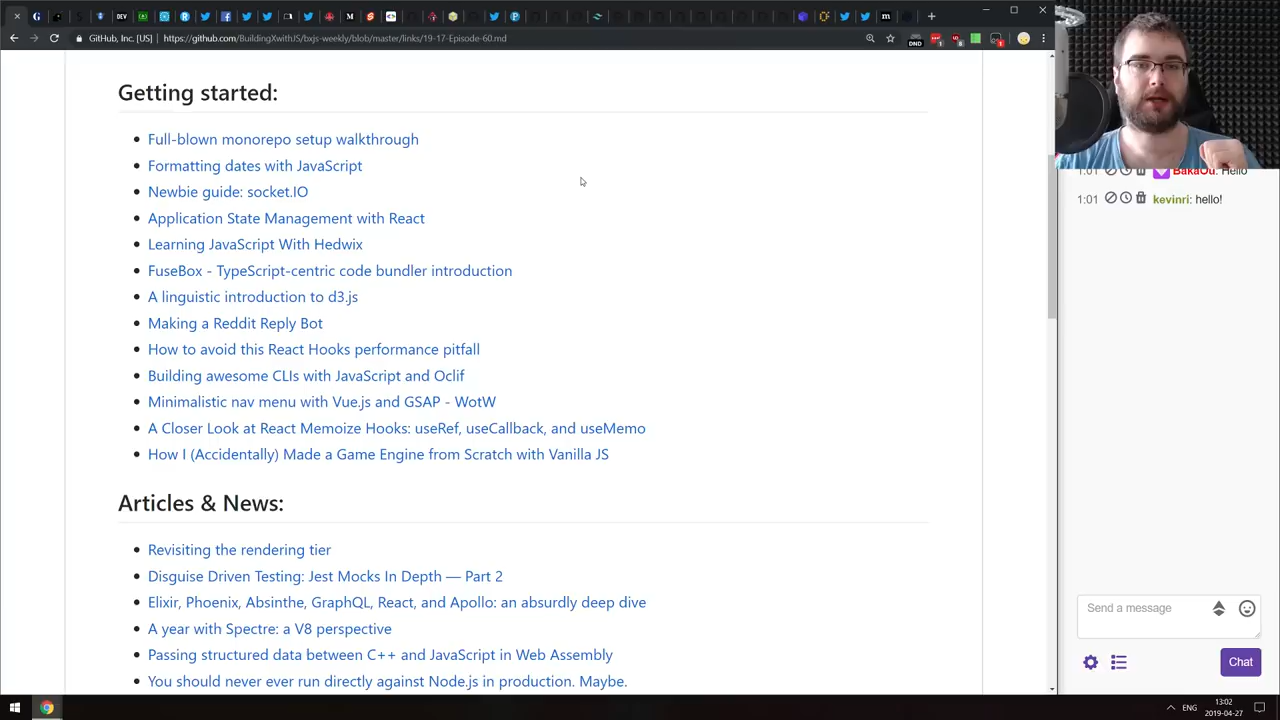 GitHub, Inc. [US]
https://github.com/BuildingXwithJS/bxjs-weekly/blob/master/links/19-17-Episode-60.md
DEV
DND
Getting started:
Full-blown monorepo setup walkthrough
Formatting dates with JavaScript
Newbie guide: socket.IO
Application State Management with React
Learning JavaScript With Hedwix
FuseBox - TypeScript-centric code bundler introduction
A linguistic introduction to d3.js
Making a Reddit Reply Bot
How to avoid this React Hooks performance pitfall
Building awesome CLIs with JavaScript and Oclif
Minimalistic nav menu with Vue.js and GSAP - WotW
A Closer Look at React Memoize Hooks: useRef, useCallback, and useMemo
How I (Accidentally) Made a Game Engine from Scratch with Vanilla JS
Articles & News:
Revisiting the rendering tier
Disguise Driven Testing: Jest Mocks In Depth — Part 2
Elixir, Phoenix, Absinthe, GraphQL, React, and Apollo: an absurdly deep dive
A year with Spectre: a V8 perspective
Passing structured data between C++ and JavaScript in Web Assembly
You should never ever run directly against Node.js in production. Maybe.
1:01 BakaOu: Hello
1:01 kevinri: hello!
Send a message
Chat
ENG
13:02
2019-04-27